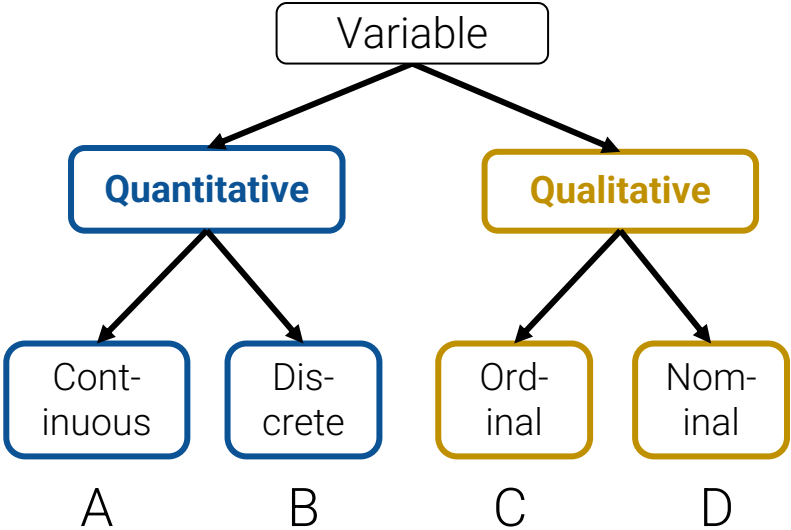 Variable
Quantitative
Qualitative
Cont-
inuous
Dis-
crete
Ord-
inal
Nom-
inal
A
B
C
D